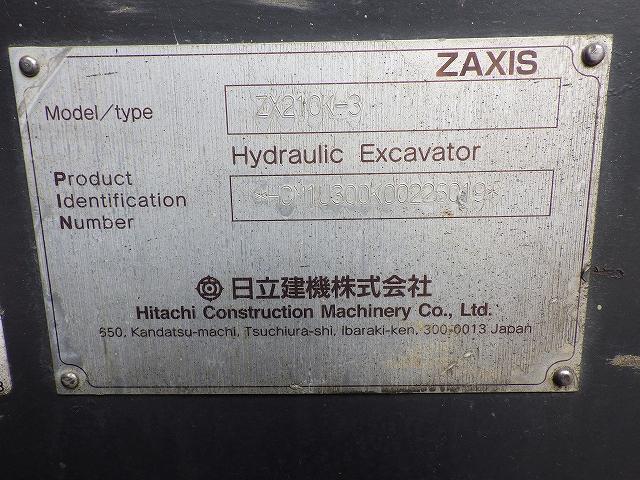 ZAXIS
Model/type ZX210K-3
Hydraulic Excavator
Product
Identification
Number
日立建機株式会社
Hitachi Construction Machinery Co., Ltd.
650, Kandatsu-machi, Tsuchiura-shi, Ibaraki-ken, 300-0013 Japan